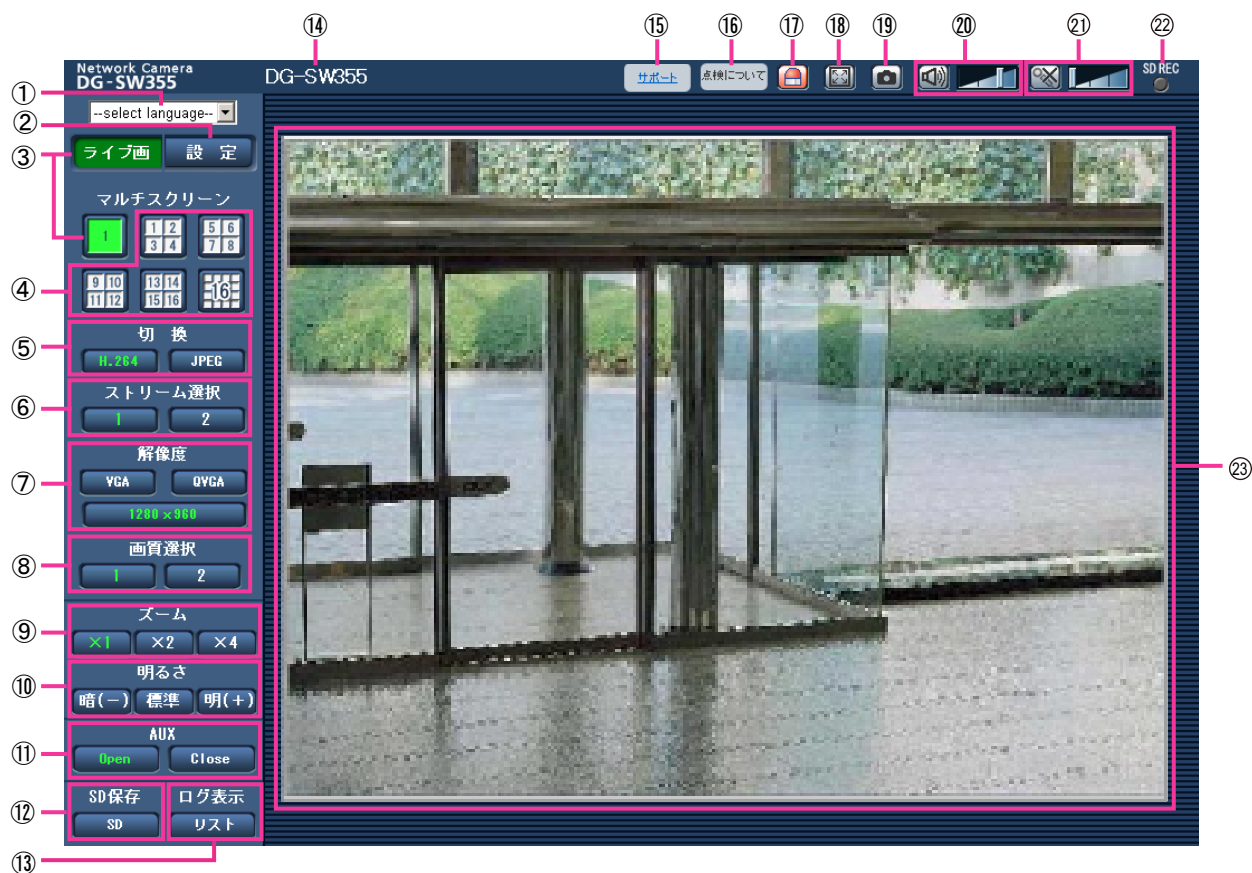 ⑭ ⑮ ⑯ ⑰ ⑱ ⑲ ⑳ ㉑ ㉒
Network Camera
DG-SW355
DG-SW355
サポート
点検について
SD REC
①
--select language--
②
③
ライブ画
設 定
マルチスクリーン
1
1 2
3 4
5 6
7 8
④
9 10
11 12
13 14
15 16
16
⑤
切 換
H.264
JPEG
⑥
ストリーム選択
1
2
⑦
解像度
VGA
QVGA
1280×960
㉓
⑧
画質選択
1
2
⑨
ズーム
×1
×2
×4
⑩
明るさ
暗(−)
標準
明(+)
⑪
AUX
Open
Close
⑫
SD保存
SD
ログ表示
リスト
⑬